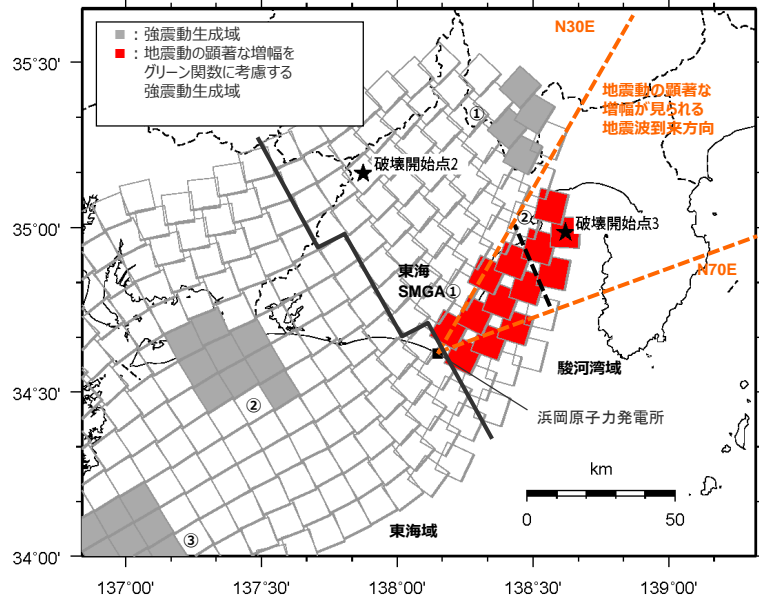 ■ : 強震動生成域
■ : 地震動の顕著な増幅を
グリーン関数に考慮する
強震動生成域
N30E
地震動の顕著な
増幅が見られる
地震波到来方向
①
★破壊開始点2
②
★破壊開始点3
N70E
東海
SMGA①
駿河湾域
②
浜岡原子力発電所
km
0 50
東海域
③
35°30'
35°00'
34°30'
34°00'
137°00' 137°30' 138°00' 138°30' 139°00'